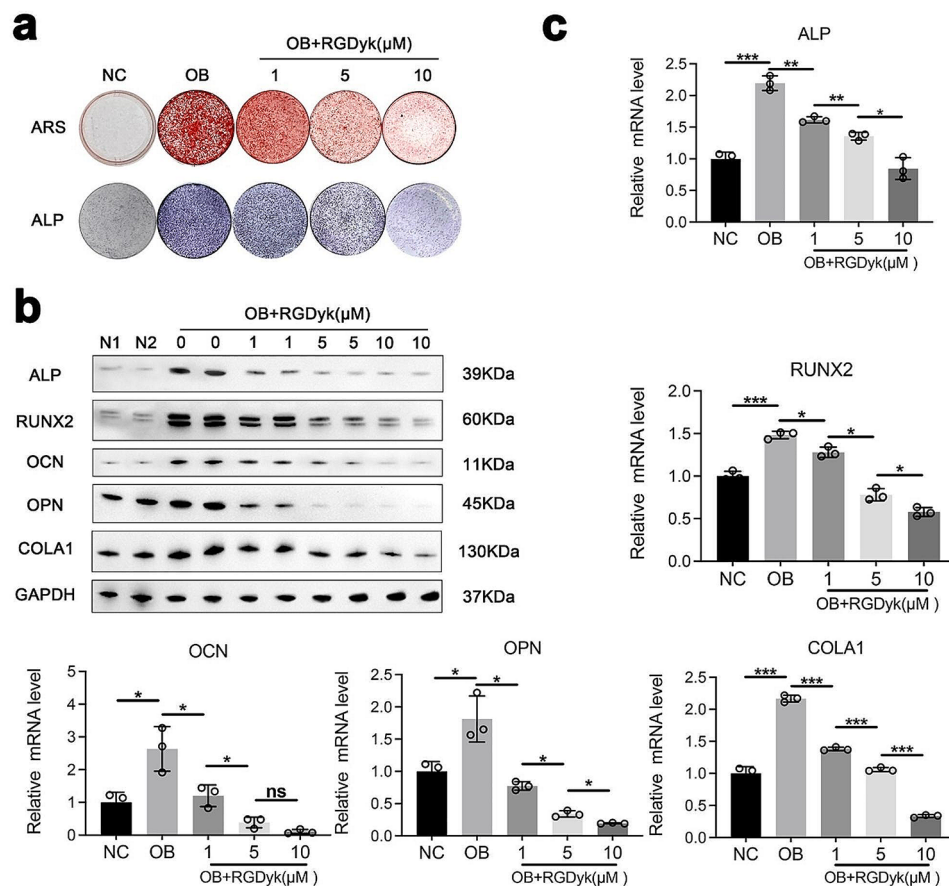 a
OB+RGDyk(μM)
NC OB 1 5 10
ARS
ALP
b
OB+RGDyk(μM)
N1 N2 0 0 1 1 5 5 10 10
ALP 39KDa
RUNX2 60KDa
OCN 11KDa
OPN 45KDa
COLA1 130KDa
GAPDH 37KDa
c
ALP
Relative mRNA level
2.5
2.0
1.5
1.0
0.5
0.0
*** ** ** *
NC OB 1 5 10
OB+RGDyk(μM )
RUNX2
Relative mRNA level
2.0
1.5
1.0
0.5
0.0
*** * * *
NC OB 1 5 10
OB+RGDyk(μM )
OCN
Relative mRNA level
5
4
3
2
1
0
* * * ns
NC OB 1 5 10
OB+RGDyk(μM )
OPN
Relative mRNA level
2.5
2.0
1.5
1.0
0.5
0.0
* * * *
NC OB 1 5 10
OB+RGDyk(μM )
COLA1
Relative mRNA level
2.5
2.0
1.5
1.0
0.5
0.0
*** *** *** ***
NC OB 1 5 10
OB+RGDyk(μM )